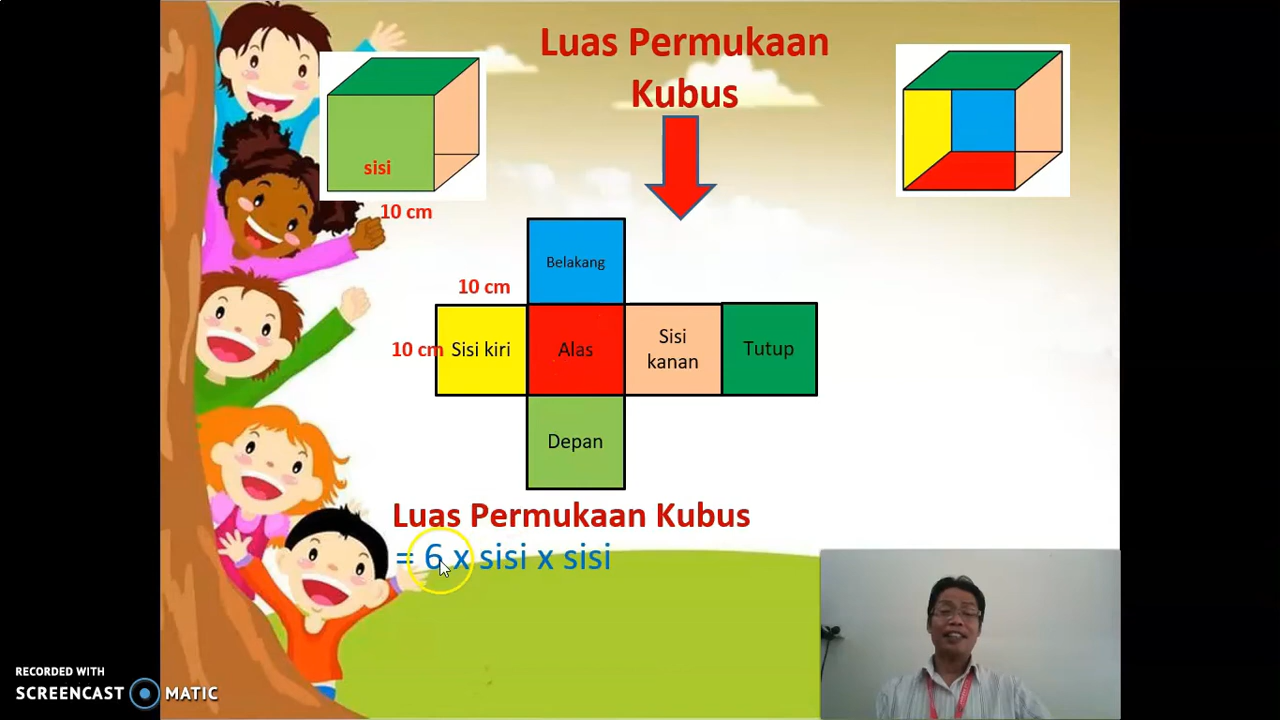 Luas Permukaan
Kubus
sisi
10 cm
Belakang
10 cm
10 cm
Sisi kiri
Alas
Sisi
kanan
Tutup
Depan
Luas Permukaan Kubus
= 6 x sisi x sisi
RECORDED WITH
SCREENCAST MATIC